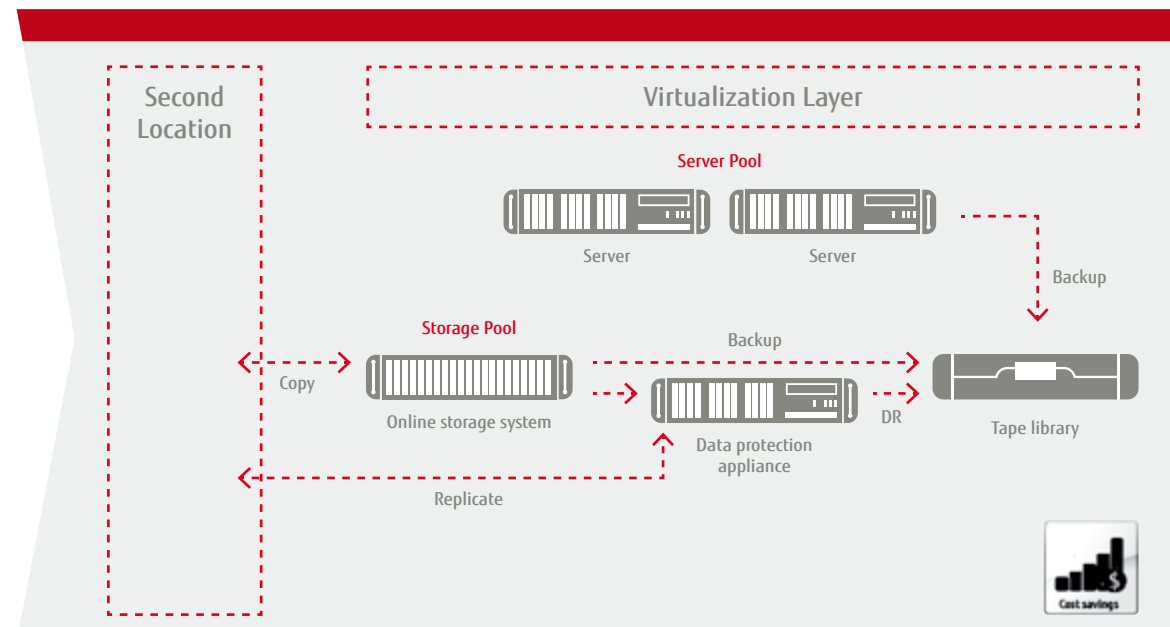 Second
Location
Virtualization Layer
Server Pool
Server
Server
Backup
Storage Pool
Backup
Copy
Online storage system
DR
Tape library
Data protection
appliance
Replicate
$
Cost savings